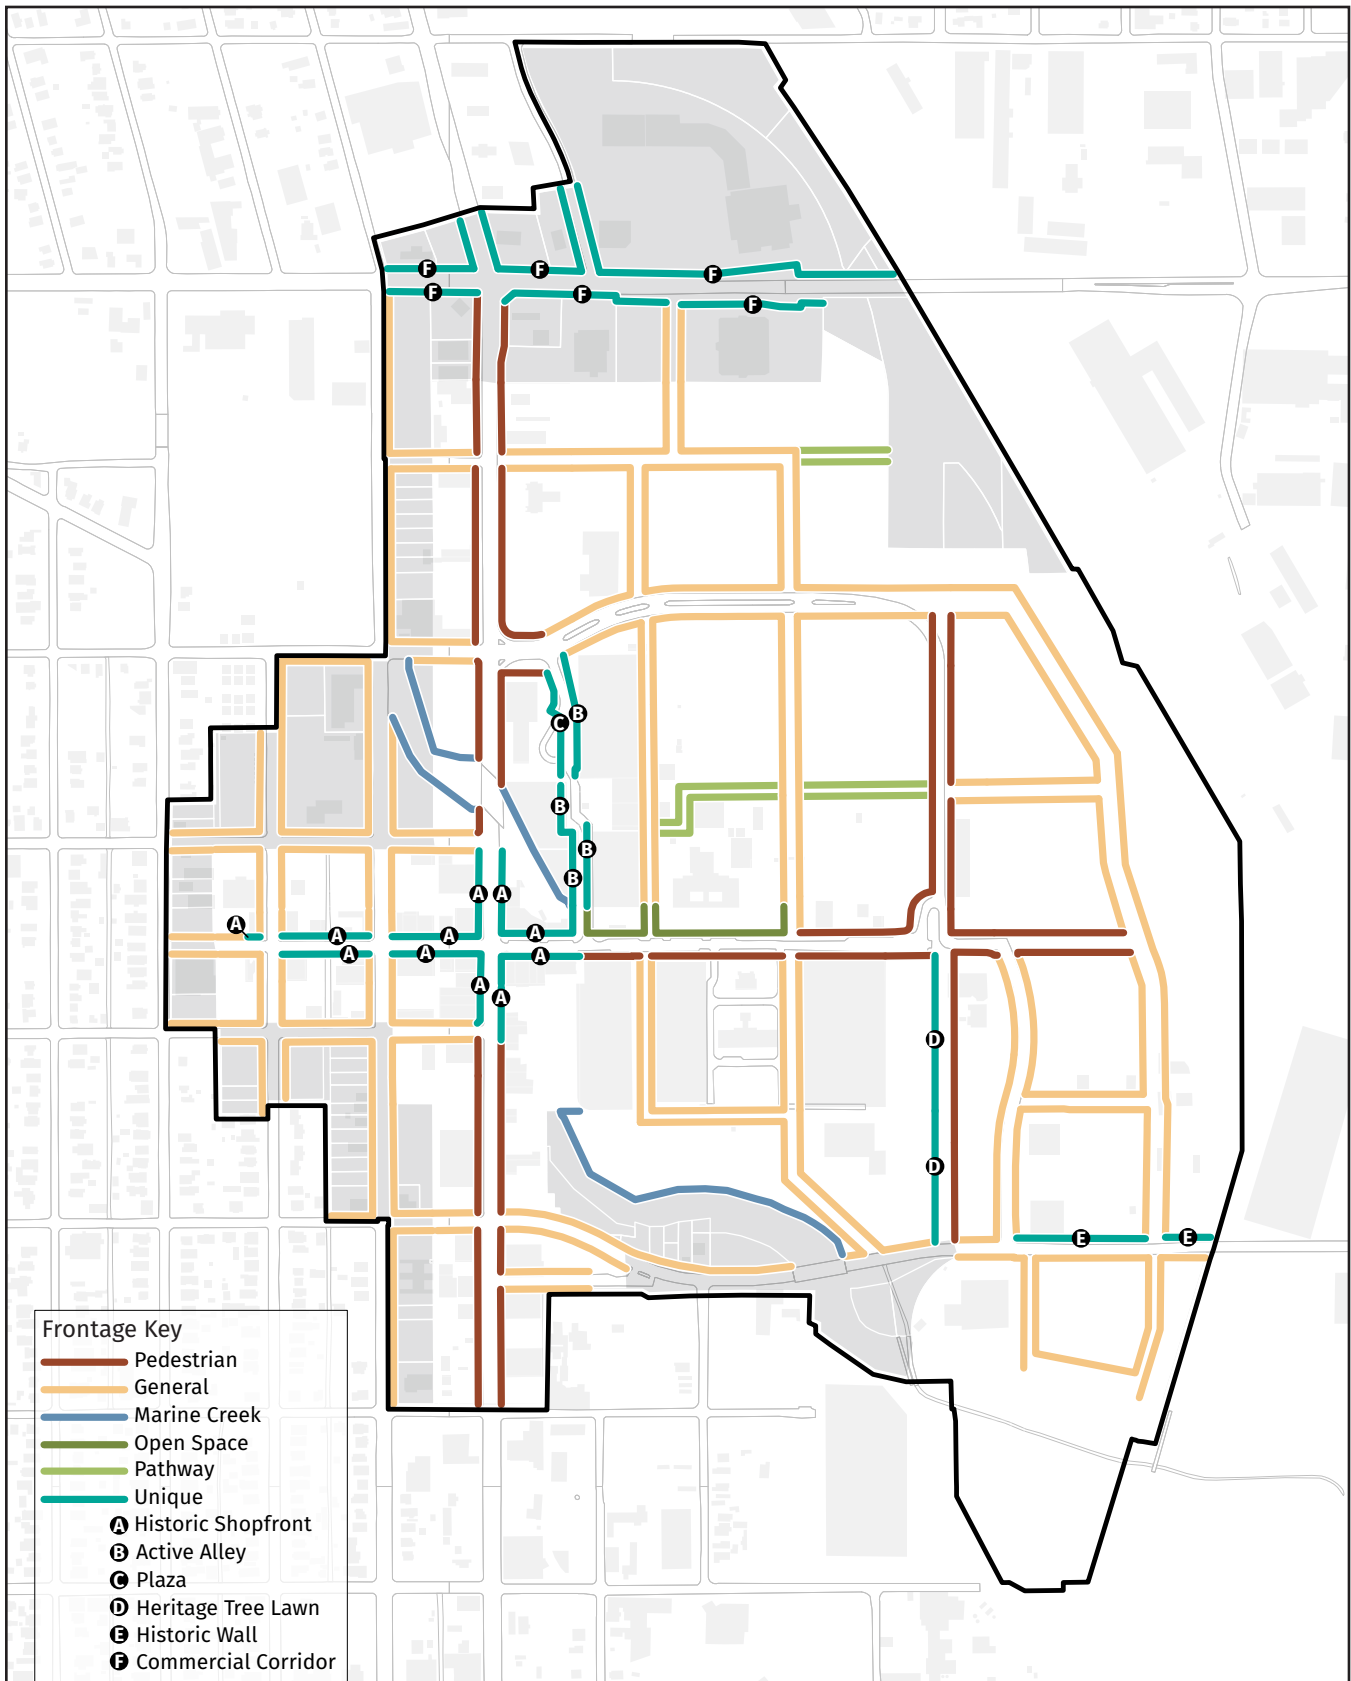 F
F
F
F
F
F
B
C
B
B
A
A
B
A
A
A
A
A
A
A
A
A
A
D
D
E
E
Frontage Key
Pedestrian
General
Marine Creek
Open Space
Pathway
Unique
A Historic Shopfront
B Active Alley
C Plaza
D Heritage Tree Lawn
E Historic Wall
F Commercial Corridor